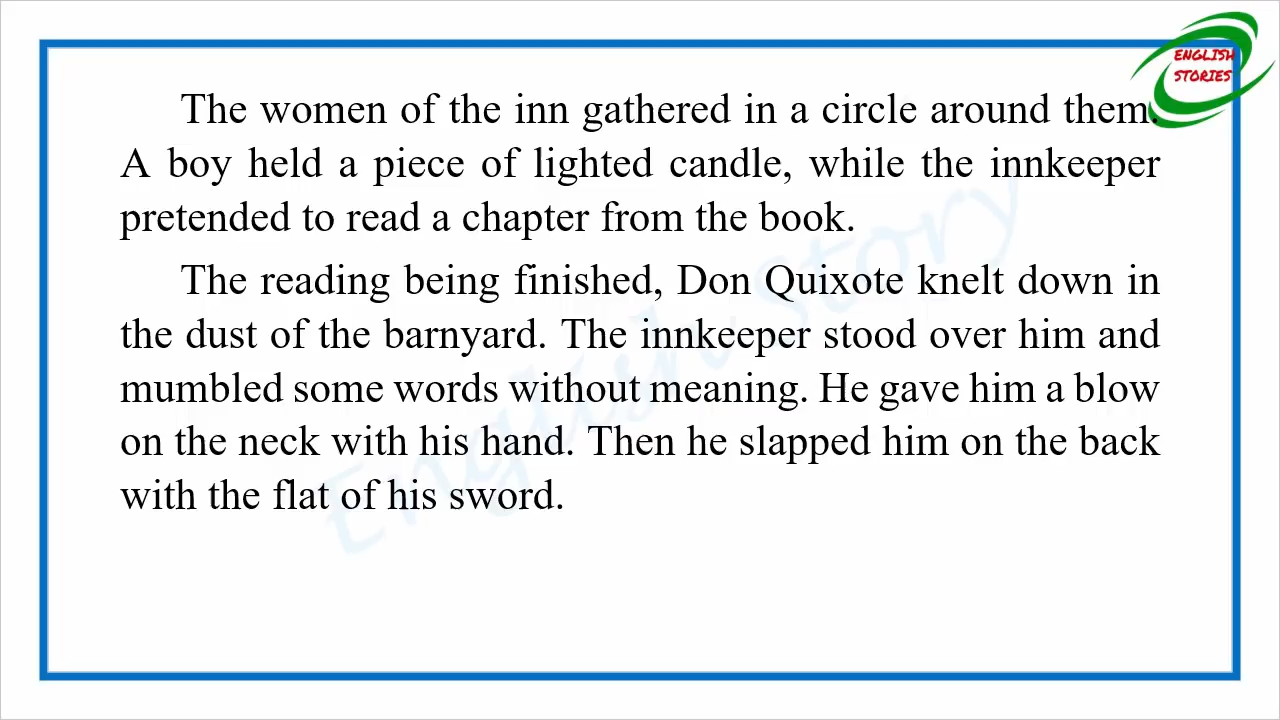 ENGLISH
STORIES
The women of the inn gathered in a circle around them.
A boy held a piece of lighted candle, while the innkeeper
pretended to read a chapter from the book.
The reading being finished, Don Quixote knelt down in
the dust of the barnyard. The innkeeper stood over him and
mumbled some words without meaning. He gave him a blow
on the neck with his hand. Then he slapped him on the back
with the flat of his sword.
English Story